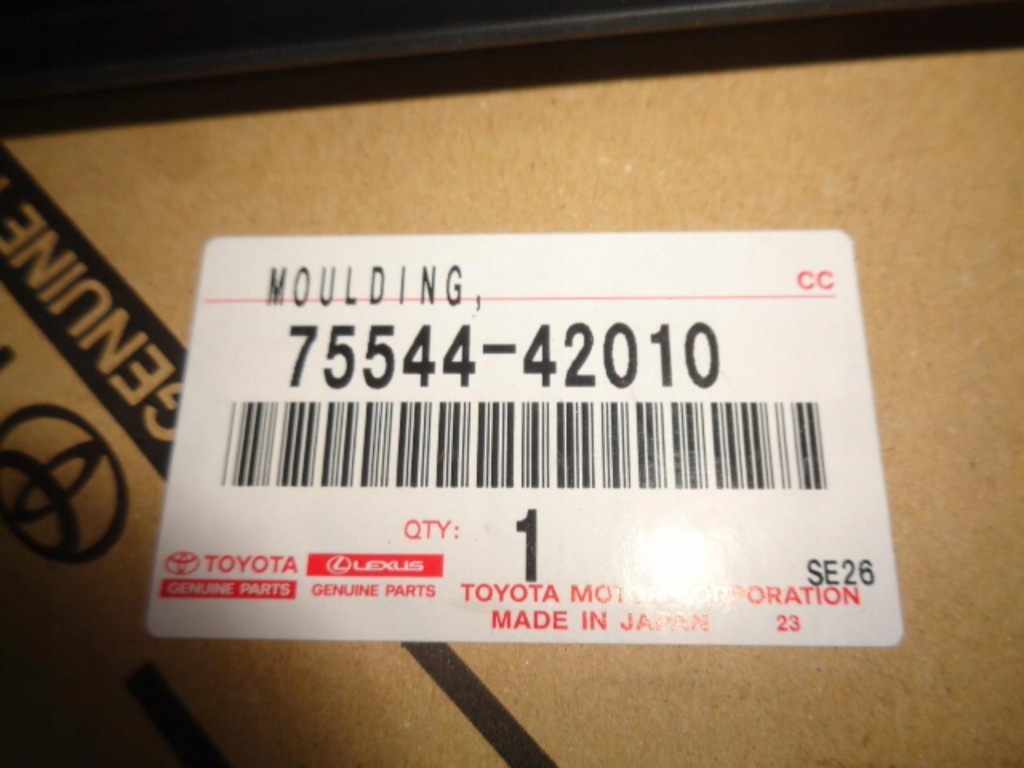 MOULDING,
CC
75544-42010
QTY: 1
SE26
TOYOTA LEXUS
GENUINE PARTS GENUINE PARTS
TOYOTA MOTOR CORPORATION
MADE IN JAPAN 23
GENUINE